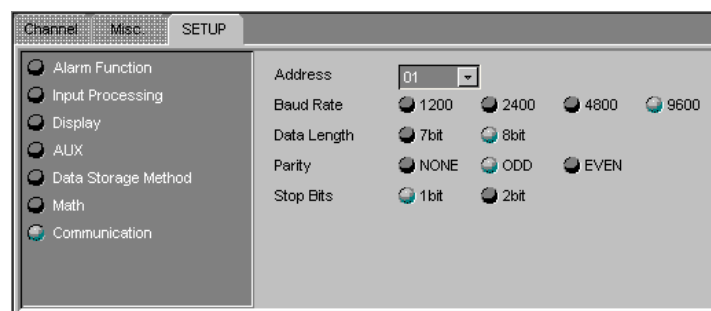 Channel Misc. SETUP
Alarm Function
Input Processing
Display
AUX
Data Storage Method
Math
Communication
Address 01
Baud Rate 1200 2400 4800 9600
Data Length 7bit 8bit
Parity NONE ODD EVEN
Stop Bits 1bit 2bit